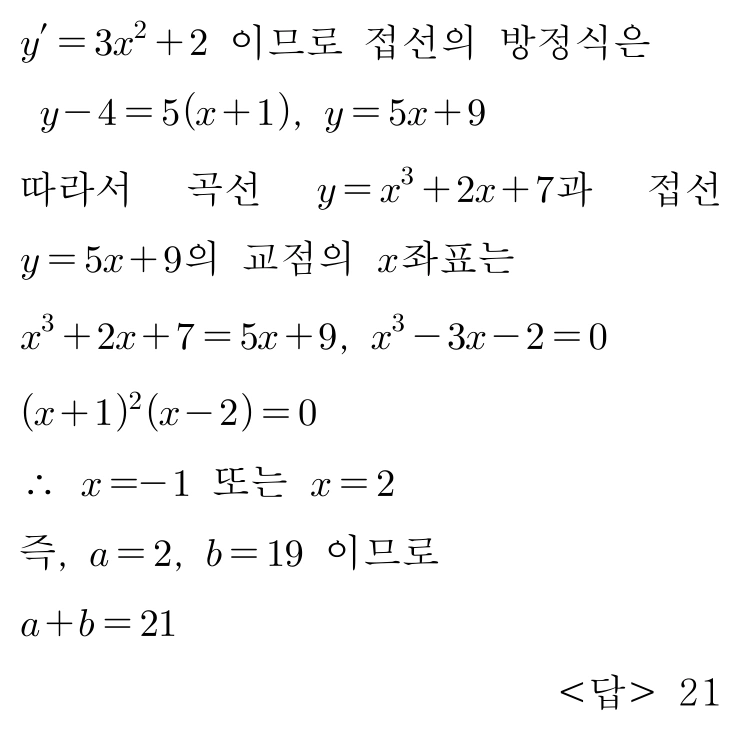 y′=3x²+2 이므로 접선의 방정식은
y−4=5(x+1), y=5x+9
따라서 곡선 y=x³+2x+7과 접선
y=5x+9의 교점의 x좌표는
x³+2x+7=5x+9, x³−3x−2=0
(x+1)²(x−2)=0
∴ x=−1 또는 x=2
즉, a=2, b=19 이므로
a+b=21
<답> 21